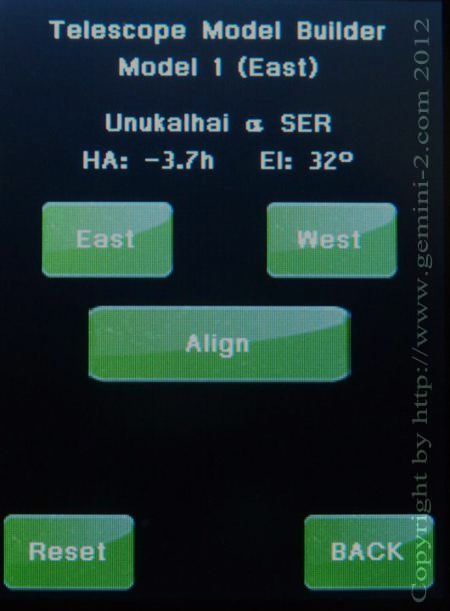 Telescope Model Builder
Model 1 (East)
Unukalhai α SER
HA: -3.7h El: 32º
East West
Align
Reset BACK
Copyright by http://www.gemini-2.com 2012